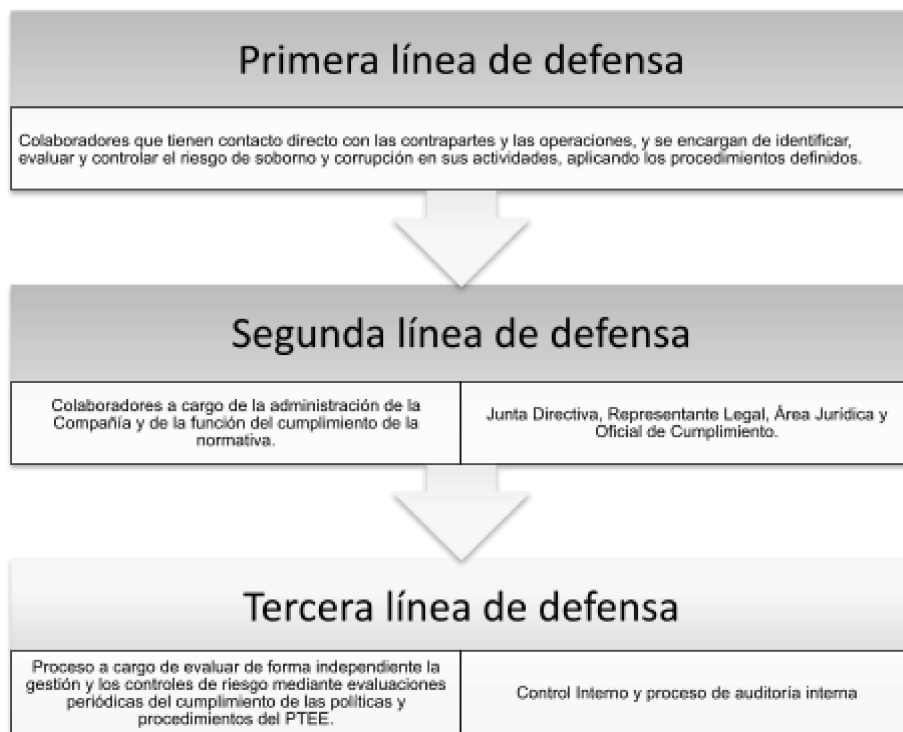 Primera línea de defensa
Colaboradores que tienen contacto directo con las contrapartes y las operaciones, y se encargan de identificar,
evaluar y controlar el riesgo de soborno y corrupción en sus actividades, aplicando los procedimientos definidos.
Segunda línea de defensa
Colaboradores a cargo de la administración de la
Compañía y de la función del cumplimiento de la
normativa.
Junta Directiva, Representante Legal, Área Jurídica y
Oficial de Cumplimiento.
Tercera línea de defensa
Proceso a cargo de evaluar de forma independiente la
gestión y los controles de riesgo mediante evaluaciones
periódicas del cumplimiento de las políticas y
procedimientos del PTEE.
Control Interno y proceso de auditoría interna